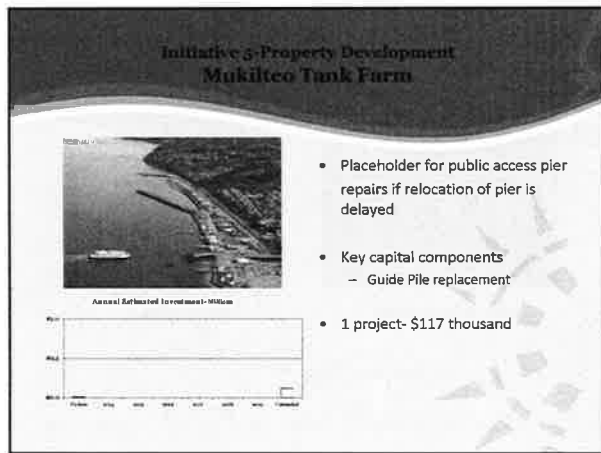 Initiative 5-Property Development
Mukilteo Tank Farm
• Placeholder for public access pier
repairs if relocation of pier is
delayed
• Key capital components
– Guide Pile replacement
• 1 project- $117 thousand
Annual Estimated Investment- Millions